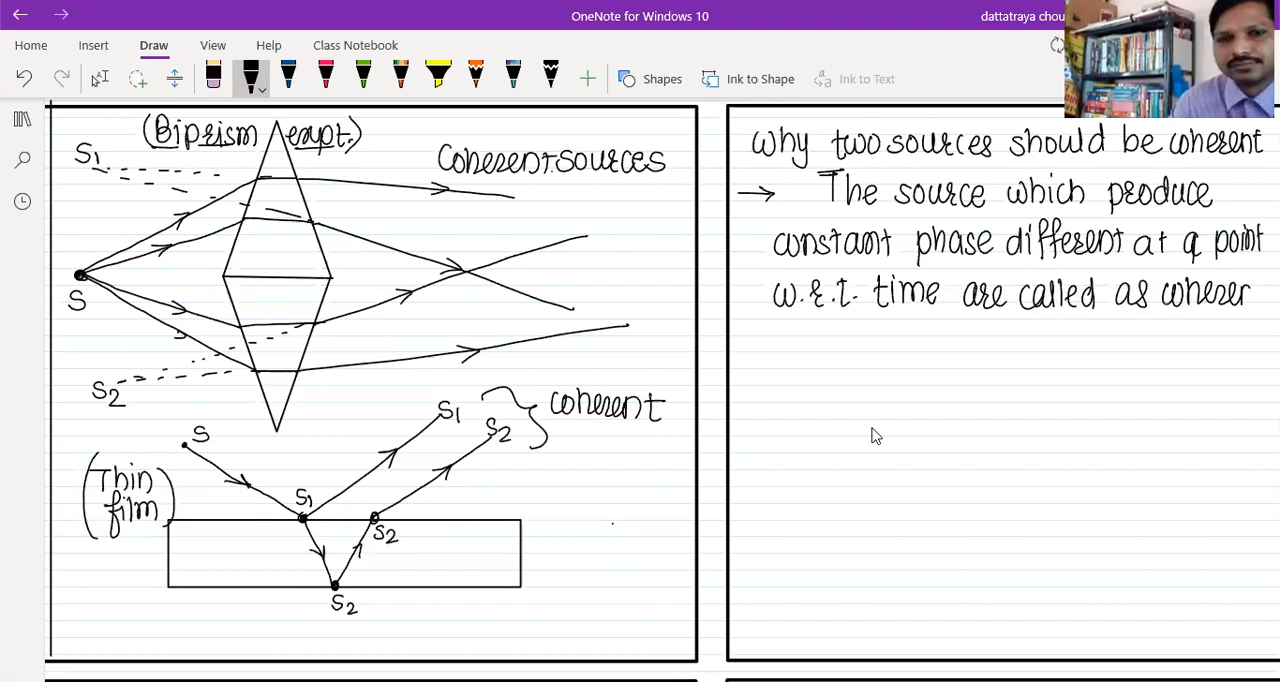 OneNote for Windows 10
dattatraya chou
Home Insert Draw View Help Class Notebook
Shapes Ink to Shape Ink to Text
(Biprism expt.)
S1
coherent sources
S
S2
S
S1
S2
coherent
(Thin film)
S1
S2
S2
why two sources should be coherent
→ The source which produce
constant phase different at a point
w.r.t. time are called as coherer